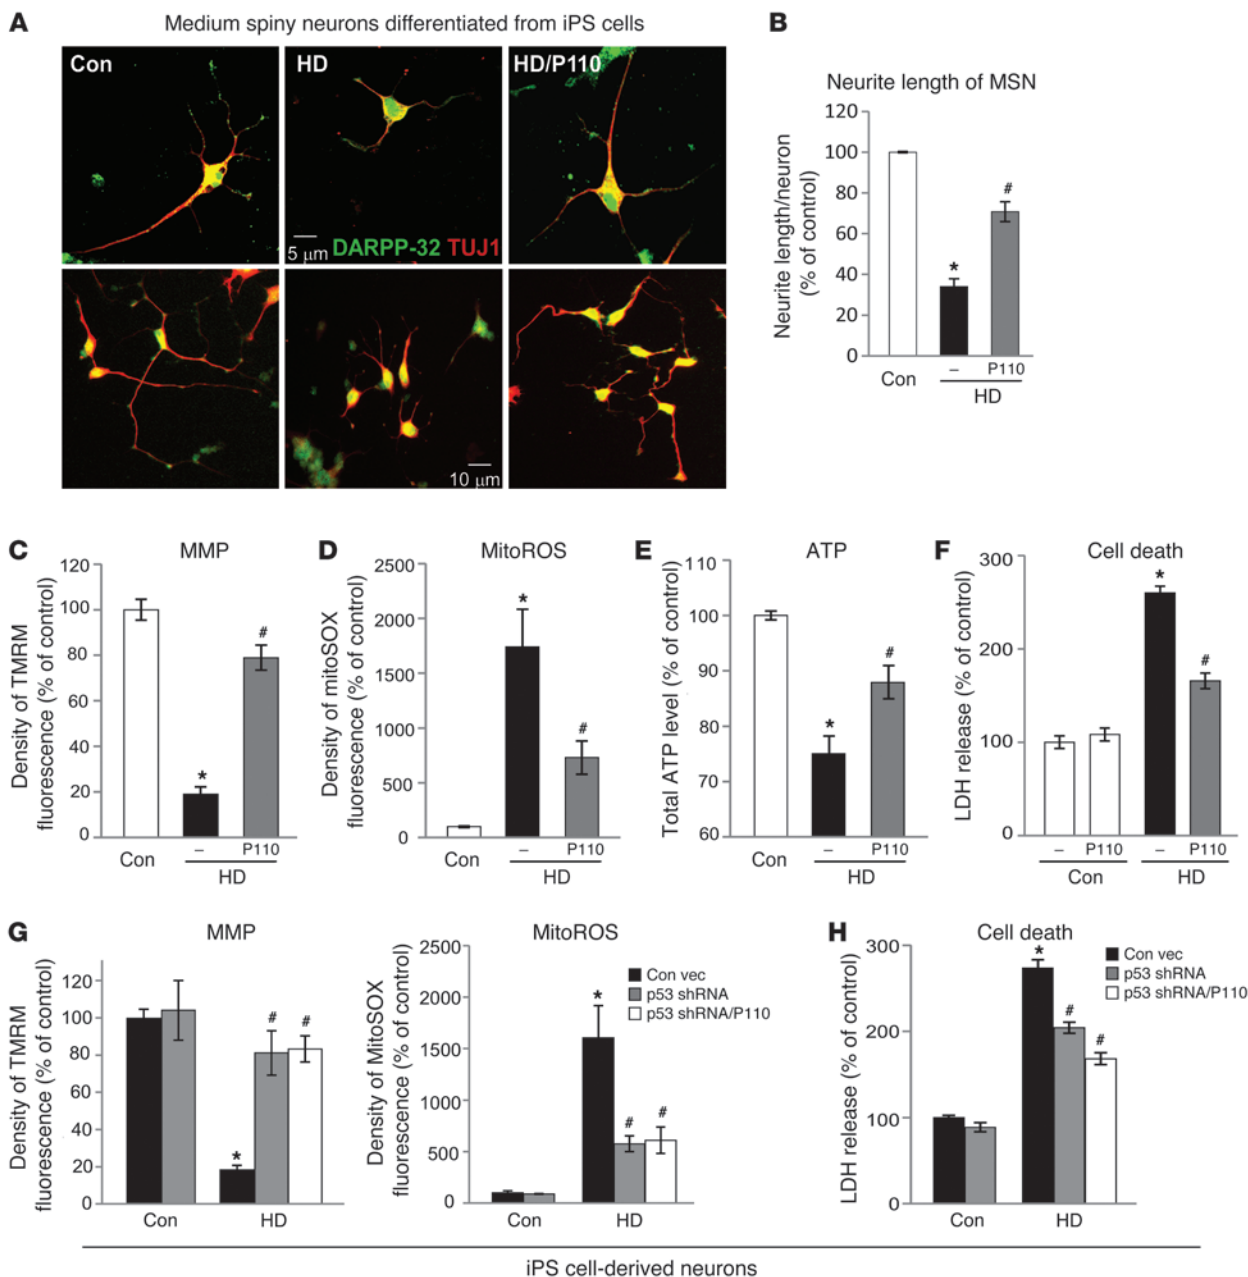 A
Medium spiny neurons differentiated from iPS cells
Con
HD
HD/P110
5 μm
DARPP-32 TUJ1
10 μm
B
Neurite length of MSN
Neurite length/neuron
(% of control)
120
100
80
60
40
20
0
*
#
Con
–
P110
HD
C
MMP
Density of TMRM
fluorescence (% of control)
120
100
80
60
40
20
0
*
#
Con
–
P110
HD
D
MitoROS
Density of mitoSOX
fluorescence (% of control)
2500
2000
1500
1000
500
0
*
#
Con
–
P110
HD
E
ATP
Total ATP level (% of control)
110
100
90
80
70
60
*
#
Con
–
P110
HD
F
Cell death
LDH release (% of control)
300
200
100
0
*
#
–
P110
–
P110
Con
HD
G
MMP
Density of TMRM
fluorescence (% of control)
120
100
80
60
40
20
0
*
#
#
Con
HD
MitoROS
Density of MitoSOX
fluorescence (% of control)
2500
2000
1500
1000
500
0
*
#
#
Con vec
p53 shRNA
p53 shRNA/P110
Con
HD
H
Cell death
LDH release (% of control)
300
200
100
0
*
#
#
Con vec
p53 shRNA
p53 shRNA/P110
Con
HD
iPS cell-derived neurons